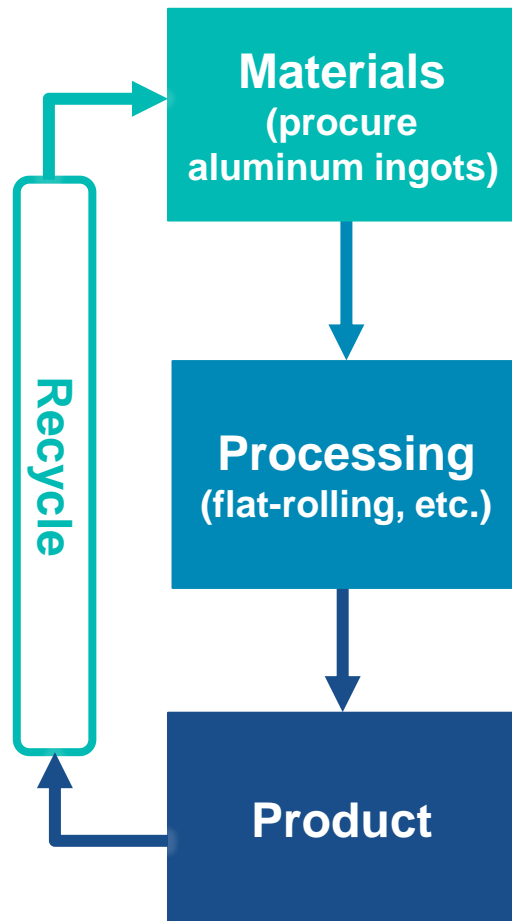 Materials
(procure
aluminum ingots)
Recycle
Processing
(flat-rolling, etc.)
Product